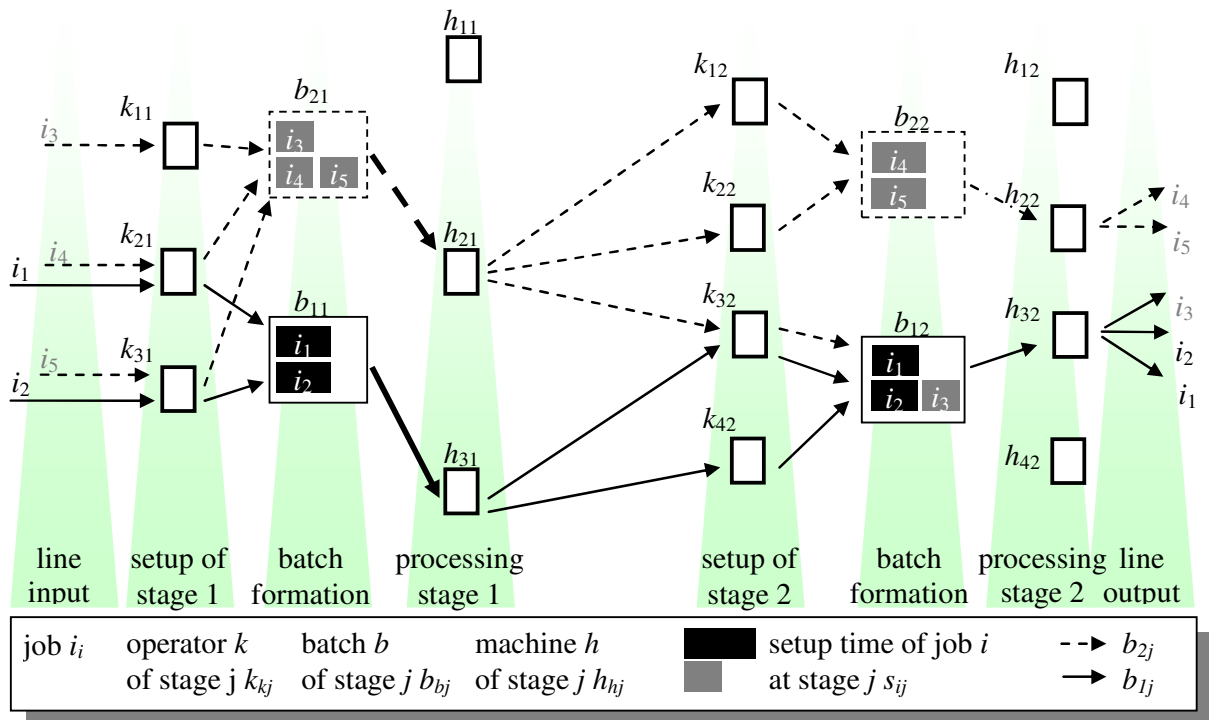 h₁₁
k₁₂
h₁₂
b₂₁
k₁₁
b₂₂
i₃
i₃
i₄
i₄ i₅
k₂₂
i₅
h₂₂
i₄
k₂₁
h₂₁
i₅
i₄
i₁
b₁₁
k₃₂
h₃₂
i₃
b₁₂
i₁
i₁
i₂
k₃₁
i₅
i₂
i₂
i₂ i₃
i₁
k₄₂
h₃₁
h₄₂
line input
setup of stage 1
batch formation
processing stage 1
setup of stage 2
batch formation
processing stage 2
line output
job iᵢ
operator k
of stage j kₖⱼ
batch b
of stage j b_bj
machine h
of stage j hₕⱼ
setup time of job i
at stage j sᵢⱼ
b₂ⱼ
b₁ⱼ